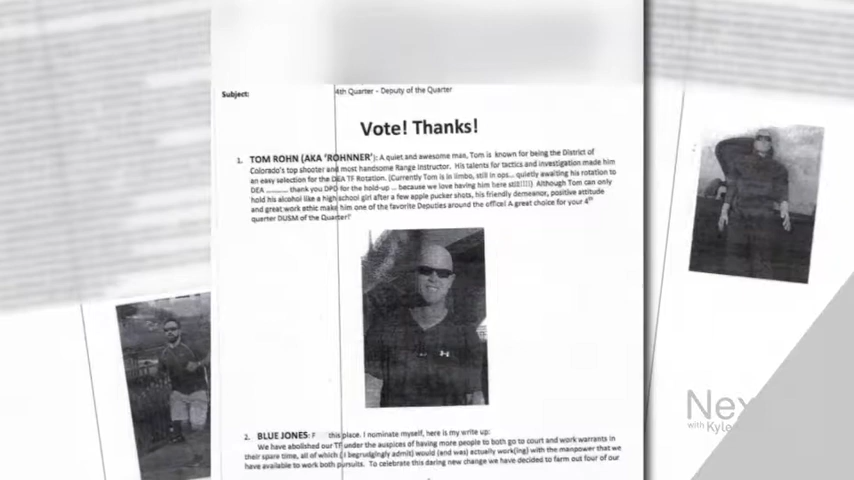 Subject:
4th Quarter - Deputy of the Quarter
Vote! Thanks!
1. TOM ROHN (AKA 'ROHNNER'): A quiet and awesome man, Tom is known for being the District of
Colorado's top shooter and most handsome Range Instructor. His talents for tactics and investigation made him
an easy selection for the DEA TF Rotation. (Currently Tom is in limbo, still in ops... quietly awaiting his rotation to
DEA ......... thank you DPD for the hold-up ... because we love having him here still!!!!) Although Tom can only
hold his alcohol like a high school girl after a few apple pucker shots, his friendly demeanor, positive attitude
and great work ethic make him one of the favorite Deputies around the office! A great choice for your 4th
quarter DUSM of the Quarter!
2. BLUE JONES: F this place. I nominate myself, here is my write up:
We have abolished our TF under the auspices of having more people to both go to court and work warrants in
their spare time, all of which (I begrudgingly admit) would (and was) actually work(ing) with the manpower that we
have available to work both pursuits. To celebrate this daring new change we have decided to farm out four of our
Nex
with Kyle